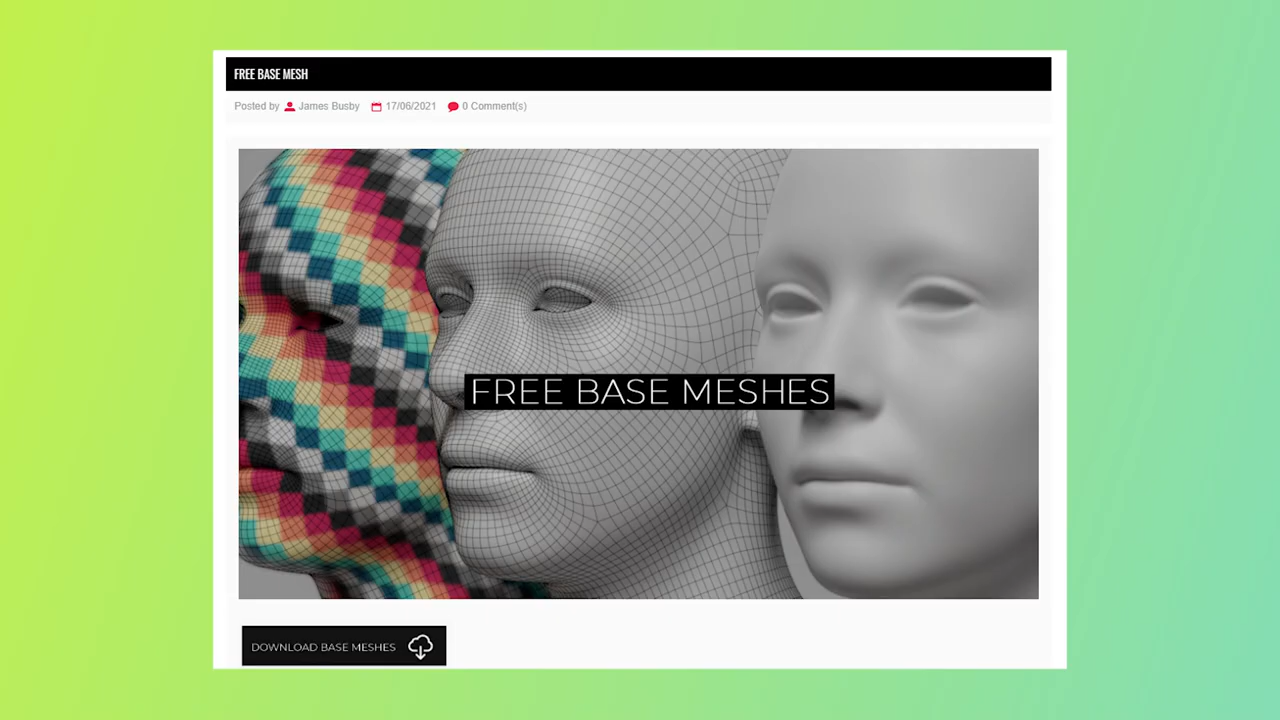 FREE BASE MESH
Posted by James Busby 17/06/2021 0 Comment(s)
FREE BASE MESHES
DOWNLOAD BASE MESHES